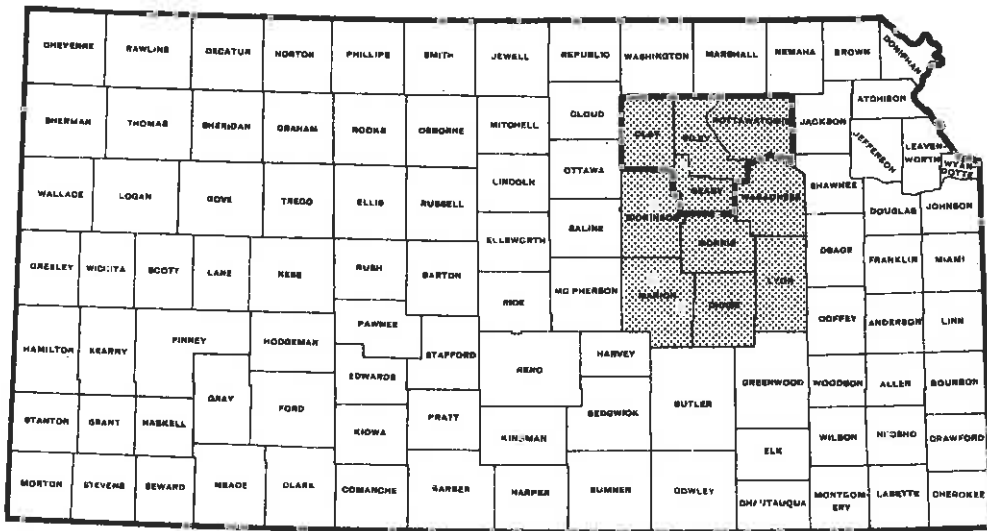 CHEYENNE RAWLINS DECATUR NORTON PHILLIPS SMITH JEWELL REPUBLIC WASHINGTON MARSHALL NEMAHA BROWN DONIPHAN
ATCHISON
SHERMAN THOMAS SHERIDAN GRAHAM ROOKS OSBORNE MITCHELL CLOUD CLAY RILEY POTTAWATOMIE JACKSON JEFFERSON LEAVEN
WORTH
WYAN
DOTTE
WALLACE LOGAN GOVE TREGO ELLIS RUSSELL LINCOLN OTTAWA DICKINSON GEARY WABAUNSEE SHAWNEE DOUGLAS JOHNSON
ELLSWORTH SALINE MORRIS OSAGE FRANKLIN MIAMI
GREELEY WICHITA SCOTT LANE NESS RUSH BARTON RICE MC PHERSON MARION CHASE LYON
COFFEY ANDERSON LINN
HAMILTON KEARNY FINNEY HODGEMAN PAWNEE STAFFORD RENO HARVEY
GRAY FORD EDWARDS SEDGWICK BUTLER GREENWOOD WOODSON ALLEN BOURBON
STANTON GRANT HASKELL KIOWA PRATT KINGMAN ELK WILSON NEOSHO CRAWFORD
MORTON STEVENS SEWARD MEADE CLARK COMANCHE BARBER HARPER SUMNER COWLEY CHAUTAUQUA MONTGOM
ERY
LABETTE CHEROKEE